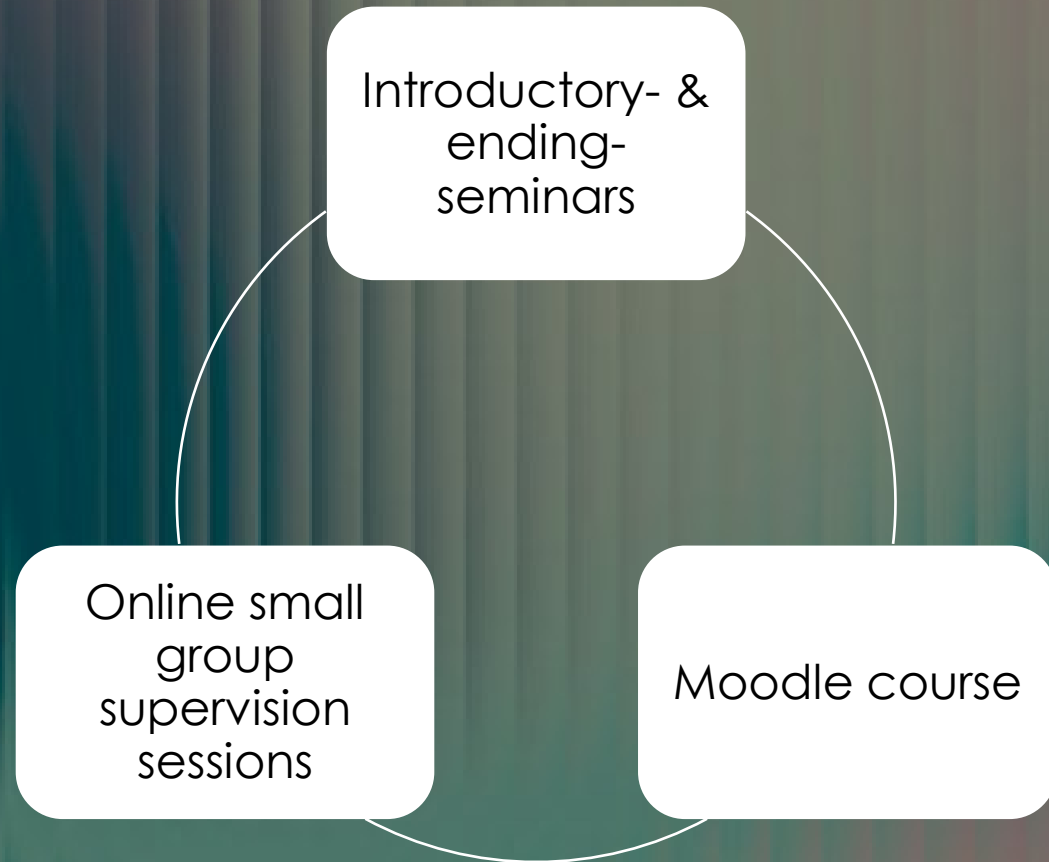 Introductory- &
ending-
seminars
Online small
group
supervision
sessions
Moodle course